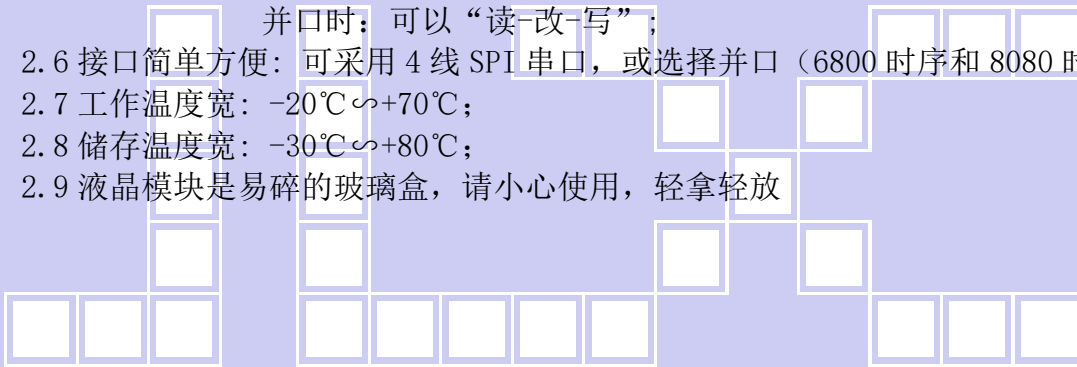 并口时：可以“读-改-写”;
2.6 接口简单方便: 可采用 4 线 SPI 串口，或选择并口（6800 时序和 8080 时
2.7 工作温度宽: -20℃∽+70℃；
2.8 储存温度宽: -30℃∽+80℃；
2.9 液晶模块是易碎的玻璃盒，请小心使用，轻拿轻放